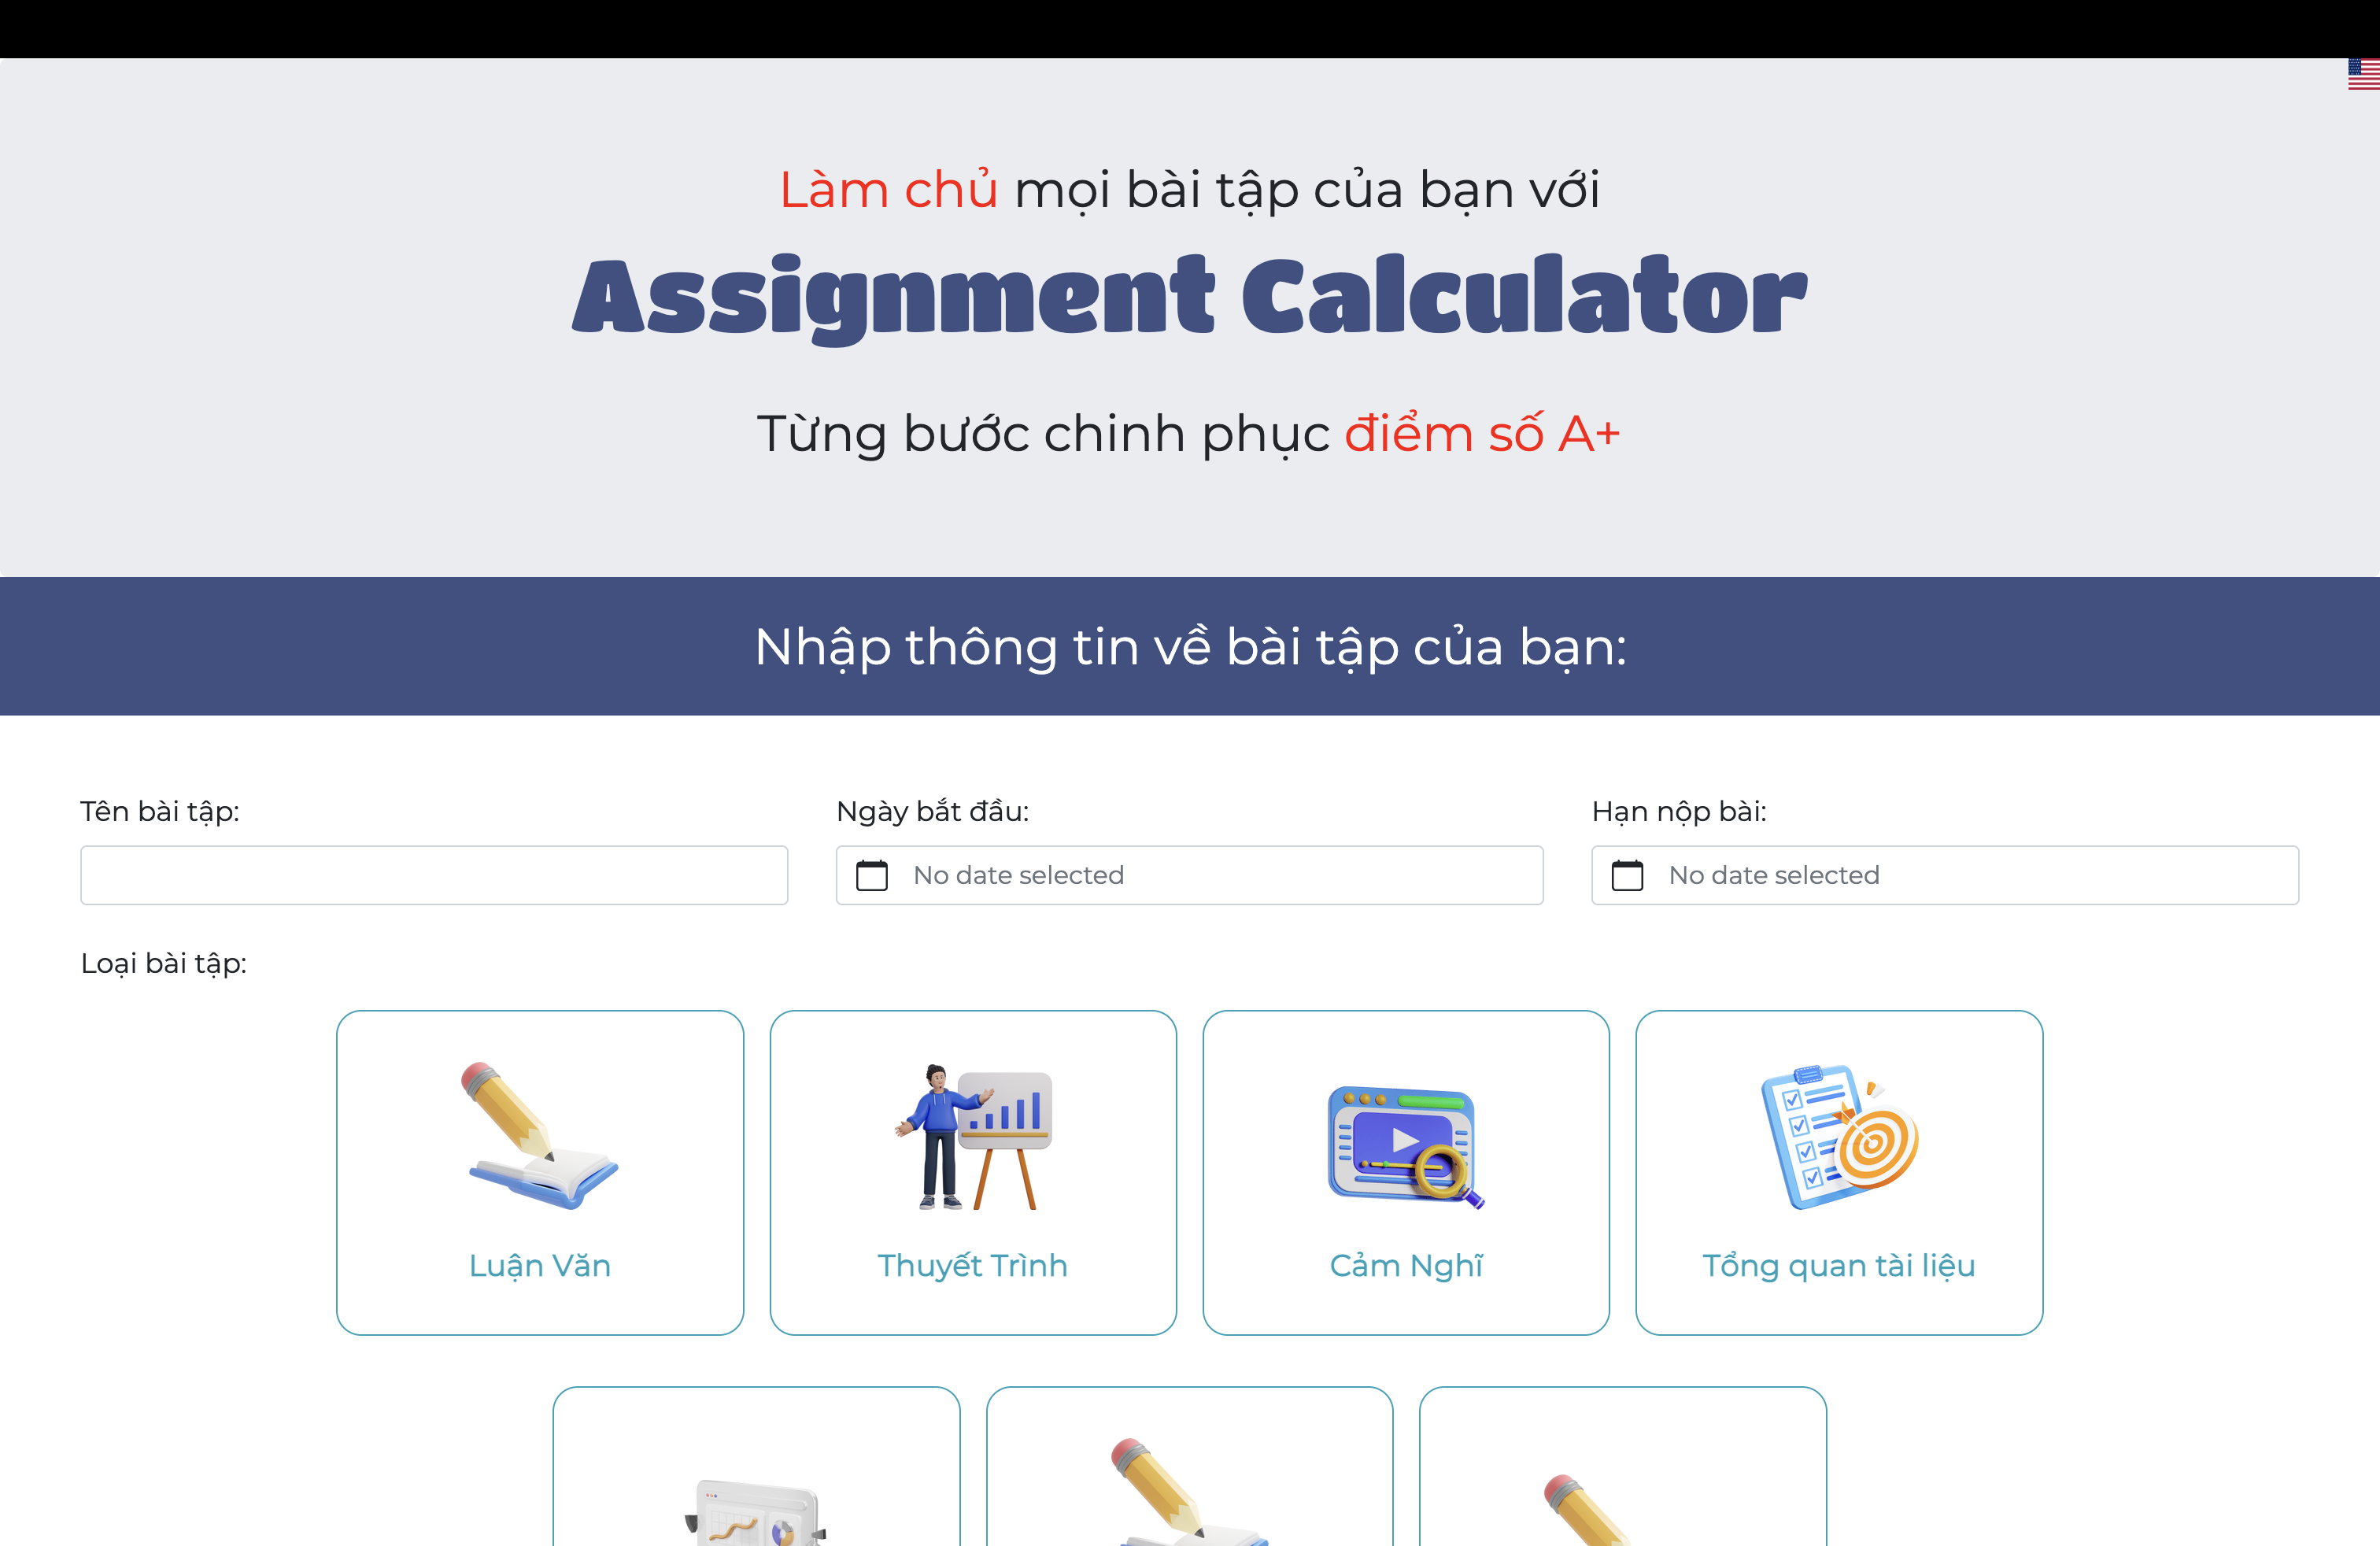 Làm chủ mọi bài tập của bạn với
Assignment Calculator
Từng bước chinh phục điểm số A+
Nhập thông tin về bài tập của bạn:
Tên bài tập:
Ngày bắt đầu:
Hạn nộp bài:
No date selected
No date selected
Loại bài tập:
Luận Văn
Thuyết Trình
Cảm Nghĩ
Tổng quan tài liệu